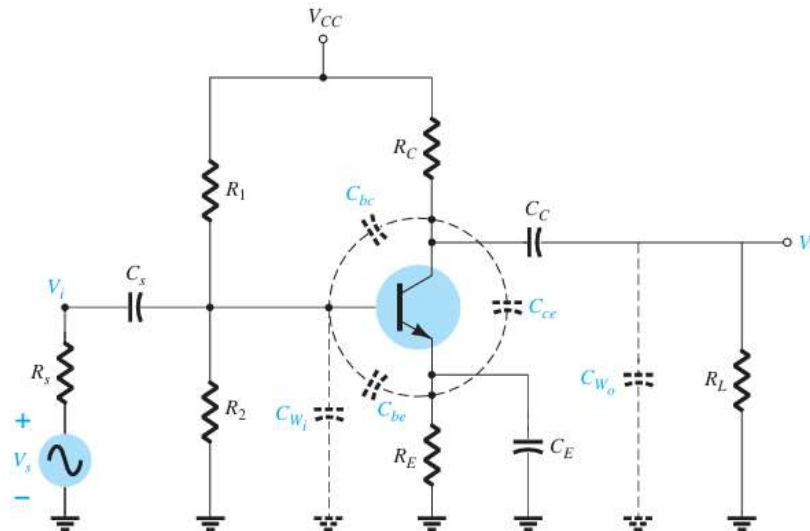 V_CC
R_C
R_1
C_bc
C_C
V
C_s
V_i
C_ce
R_s
R_2
C_Wi
C_be
C_Wo
R_L
+
V_s
−
R_E
C_E